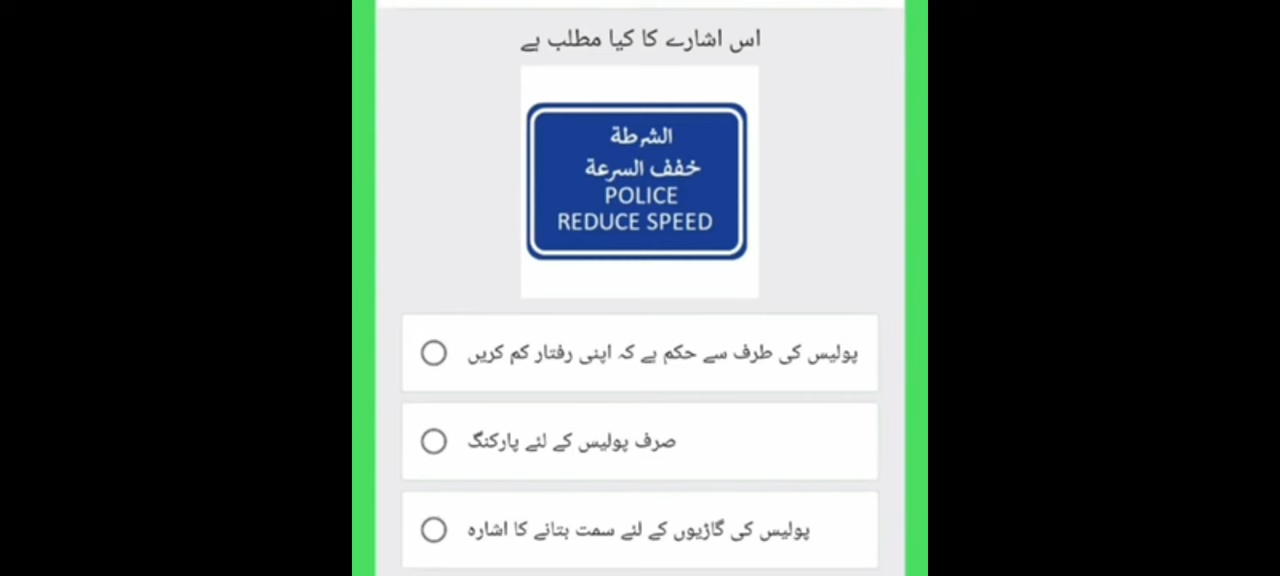 اس اشارے کا کیا مطلب ہے
الشرطة
خفف السرعة
POLICE
REDUCE SPEED
پولیس کی طرف سے حکم ہے کہ اپنی رفتار کم کریں
صرف پولیس کے لئے پارکنگ
پولیس کی گاڑیوں کے لئے سمت بتانے کا اشارہ